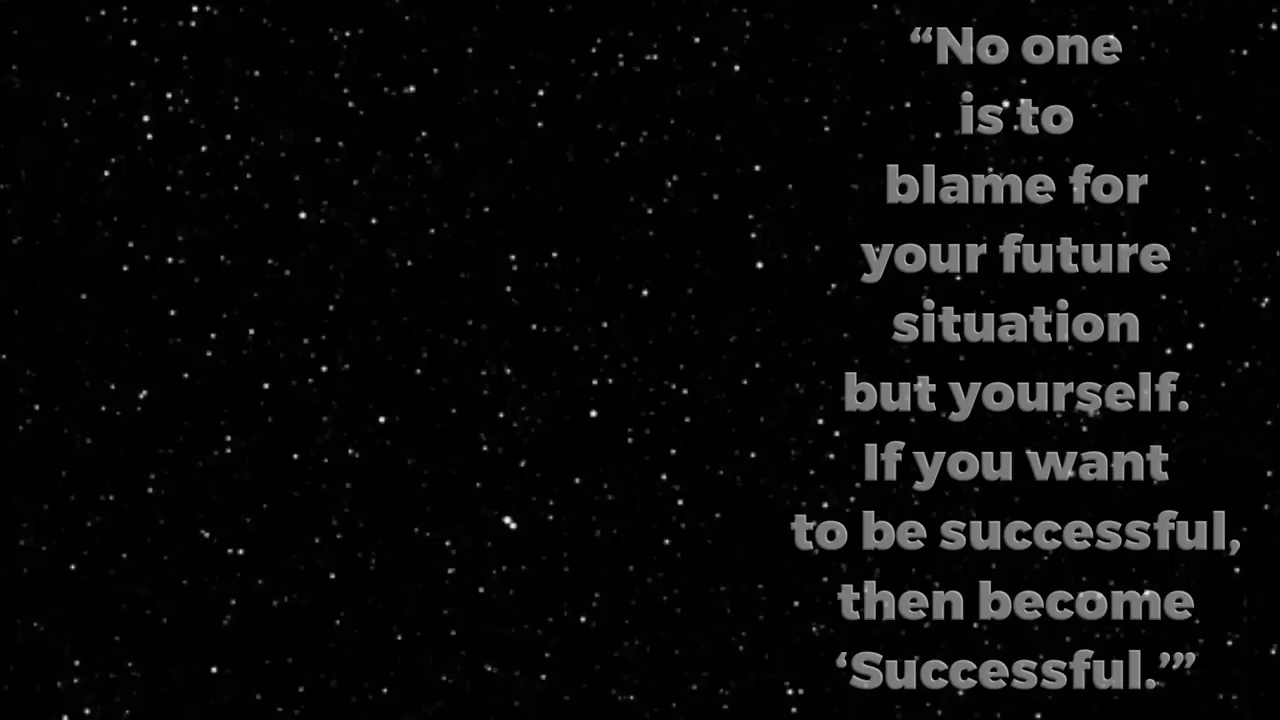 “No one
is to
blame for
your future
situation
but yourself.
If you want
to be successful,
then become
‘Successful.’”